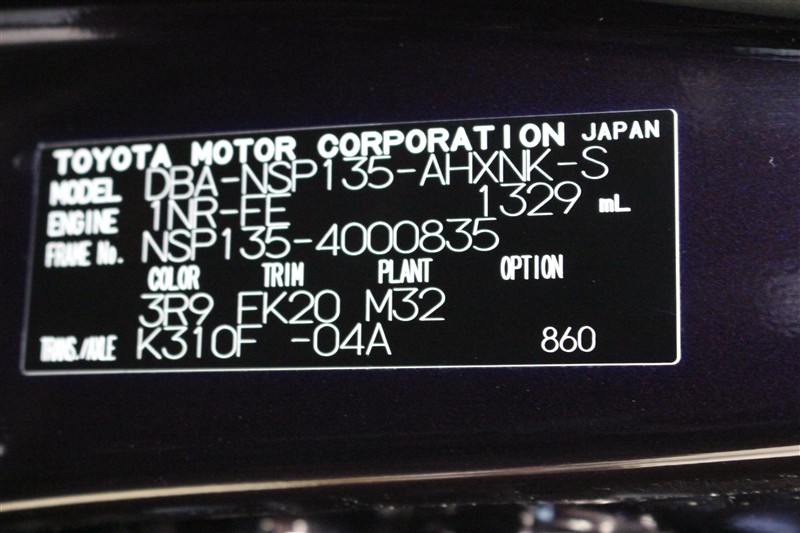 TOYOTA MOTOR CORPORATION JAPAN
MODEL DBA-NSP135-AHXNK-S
ENGINE 1NR-FE 1329 mL
FRAME No. NSP135-4000835
COLOR TRIM PLANT OPTION
3R9 FK20 M32
TRANS./AXLE K310F -04A 860